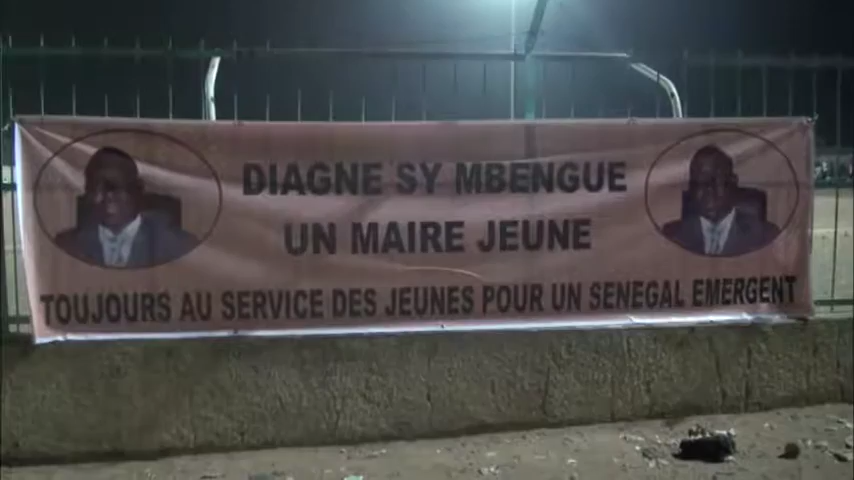 DIAGNE SY MBENGUE
UN MAIRE JEUNE
TOUJOURS AU SERVICE DES JEUNES POUR UN SENEGAL EMERGENT